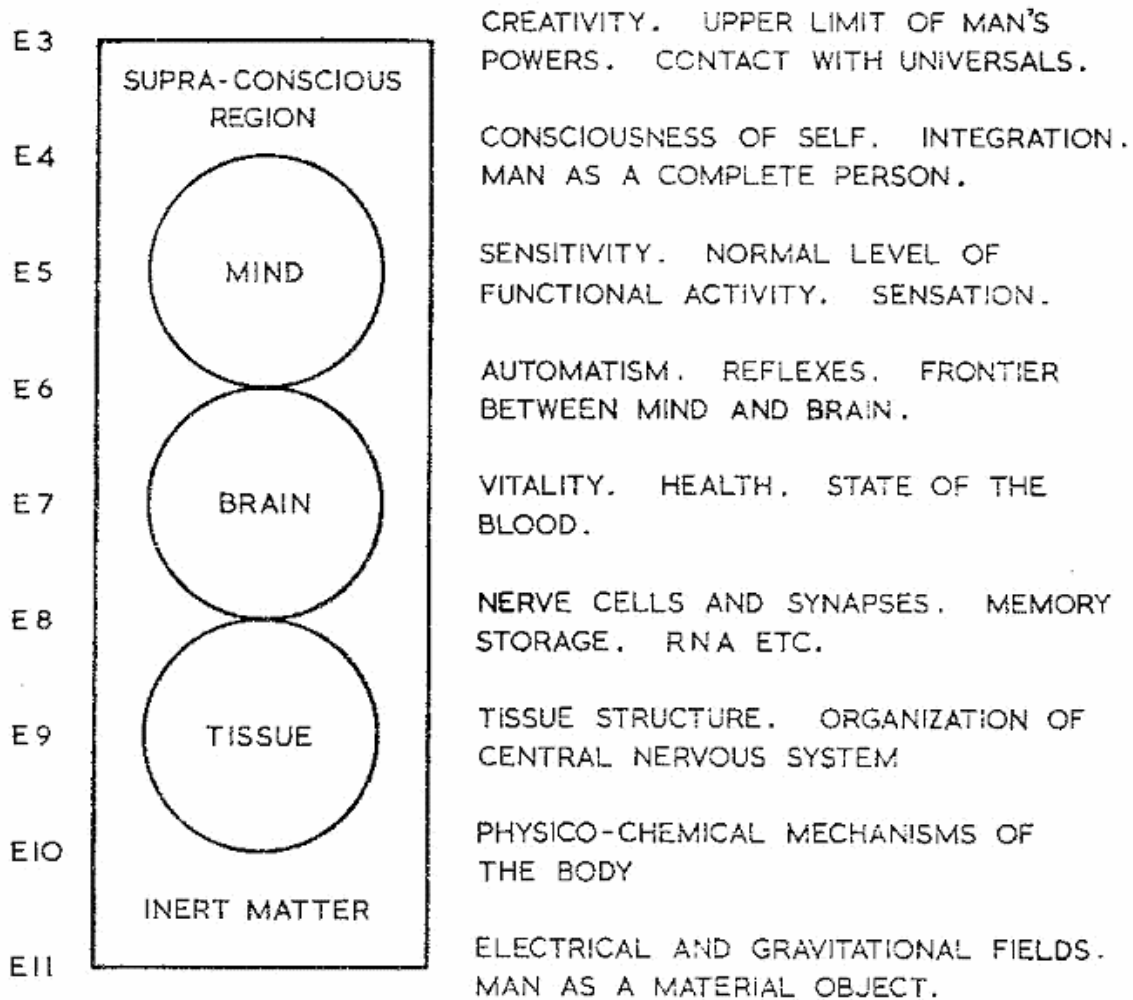 E3
CREATIVITY. UPPER LIMIT OF MAN'S
POWERS. CONTACT WITH UNIVERSALS.
SUPRA-CONSCIOUS
REGION
E4
CONSCIOUSNESS OF SELF. INTEGRATION.
MAN AS A COMPLETE PERSON.
E5
MIND
SENSITIVITY. NORMAL LEVEL OF
FUNCTIONAL ACTIVITY. SENSATION.
E6
AUTOMATISM. REFLEXES. FRONTIER
BETWEEN MIND AND BRAIN.
E7
BRAIN
VITALITY. HEALTH. STATE OF THE
BLOOD.
E8
NERVE CELLS AND SYNAPSES. MEMORY
STORAGE. RNA ETC.
E9
TISSUE
TISSUE STRUCTURE. ORGANIZATION OF
CENTRAL NERVOUS SYSTEM
E10
PHYSICO-CHEMICAL MECHANISMS OF
THE BODY
INERT MATTER
E11
ELECTRICAL AND GRAVITATIONAL FIELDS.
MAN AS A MATERIAL OBJECT.